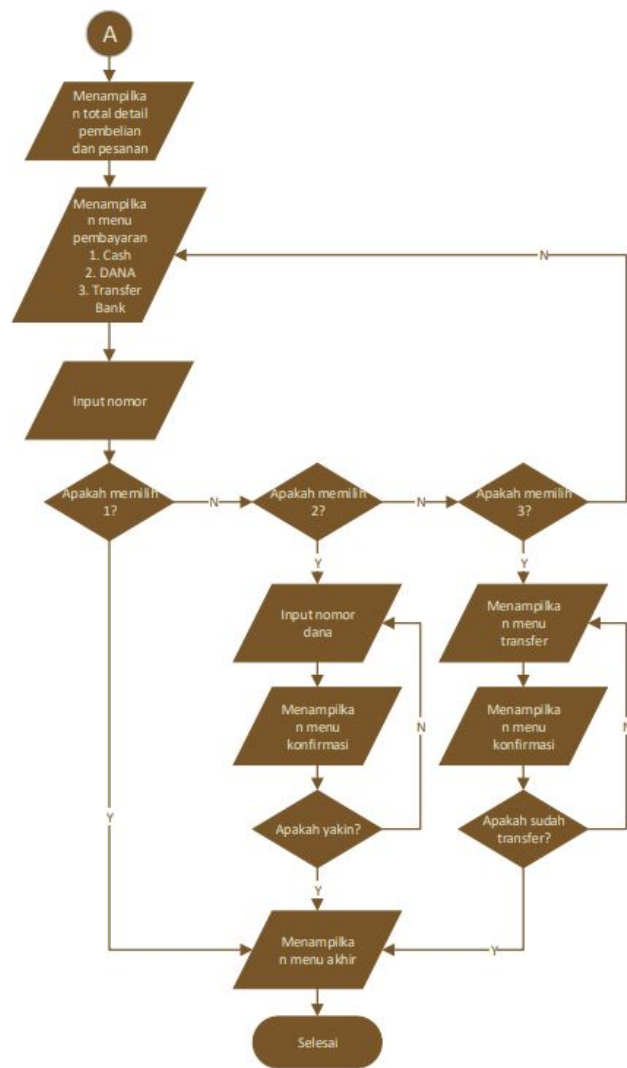 A
Menampilka
n total detail
pembelian
dan pesanan
Menampilka
n menu
pembayaran
1. Cash
2. DANA
3. Transfer
Bank
N
Input nomor
Apakah memilih
1?
N
Apakah memilih
2?
N
Apakah memilih
3?
Y
Y
Input nomor
dana
Menampilka
n menu
transfer
Menampilka
n menu
konfirmasi
N
Menampilka
n menu
konfirmasi
N
Y
Apakah yakin?
Apakah sudah
transfer?
Y
Menampilka
n menu akhir
Y
Selesai